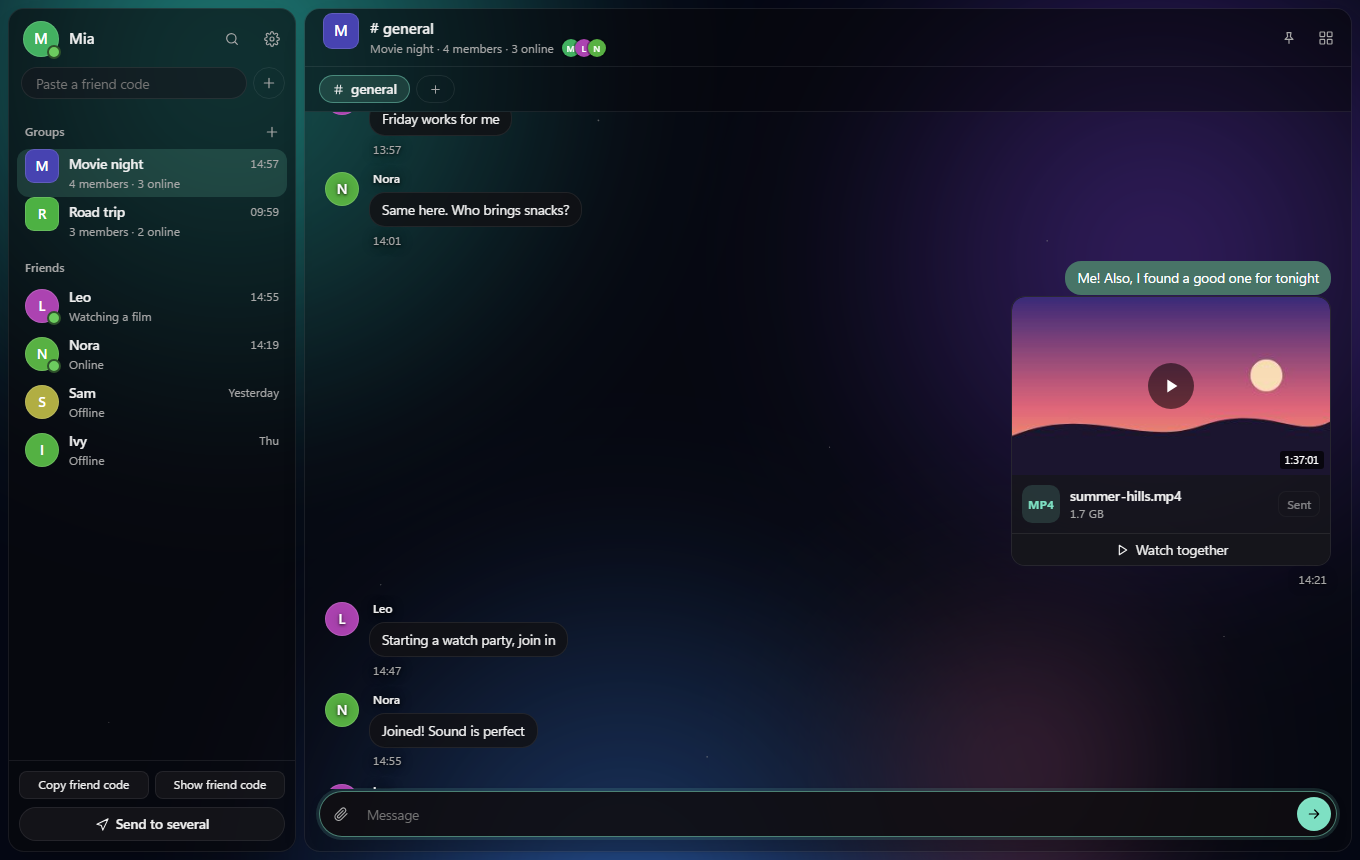 M Mia
Paste a friend code
Groups
M Movie night 14:57
4 members · 3 online
R Road trip 09:59
3 members · 2 online
Friends
L Leo 14:55
Watching a film
N Nora 14:19
Online
S Sam Yesterday
Offline
I Ivy Thu
Offline
Copy friend code Show friend code
Send to several
M # general
Movie night · 4 members · 3 online M L N
# general +
Friday works for me
13:57
Nora
N Same here. Who brings snacks?
14:01
Me! Also, I found a good one for tonight
1:37:01
MP4 summer-hills.mp4 Sent
1.7 GB
Watch together
14:21
Leo
L Starting a watch party, join in
14:47
Nora
N Joined! Sound is perfect
14:55
Message